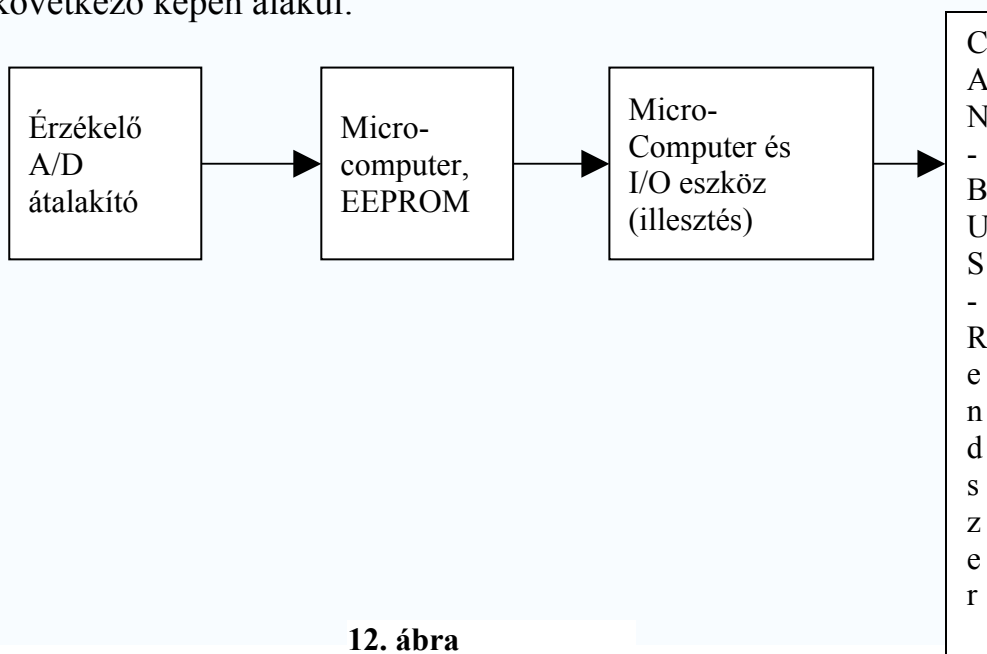 következő képen alakul:
Érzékelő
A/D
átalakító
Micro-
computer,
EEPROM
Micro-
Computer és
I/O eszköz
(illesztés)
C
A
N
-
B
U
S
-
R
e
n
d
s
z
e
r
12. ábra